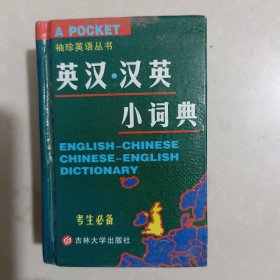 A POCKET
袖珍英语丛书
英汉·汉英
小词典
ENGLISH-CHINESE
CHINESE-ENGLISH
DICTIONARY
考生必备
吉林大学出版社